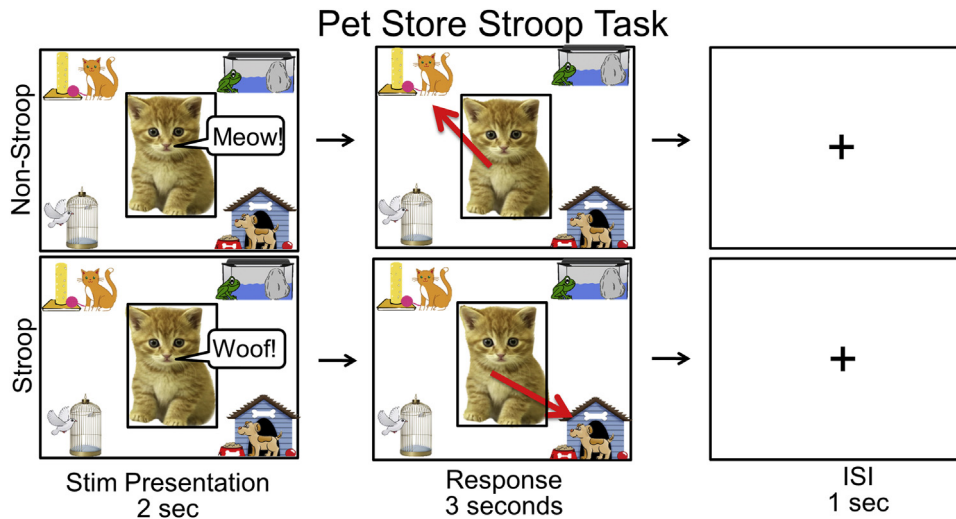 Pet Store Stroop Task
Non-Stroop
Meow!
+
Stroop
Woof!
+
Stim Presentation
2 sec
Response
3 seconds
ISI
1 sec